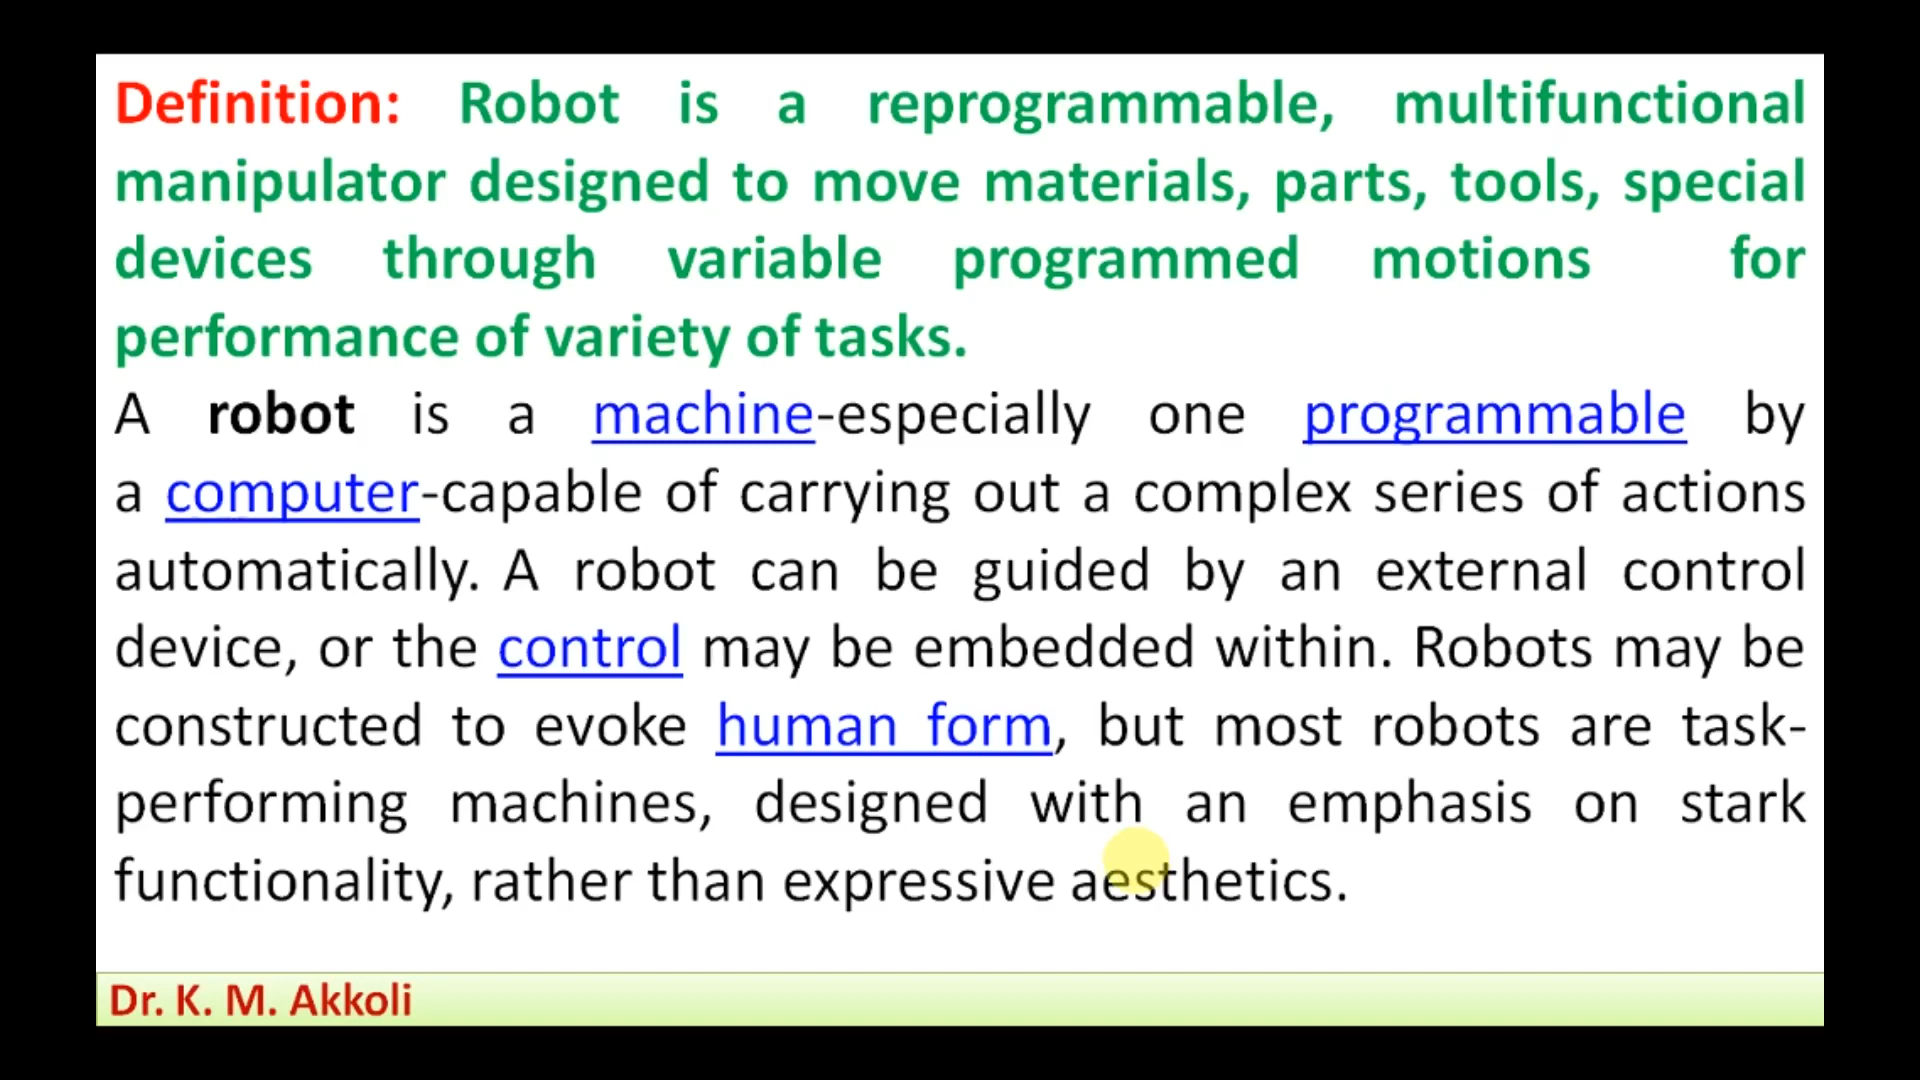 Definition: Robot is a reprogrammable, multifunctional
manipulator designed to move materials, parts, tools, special
devices through variable programmed motions for
performance of variety of tasks.
A robot is a machine-especially one programmable by
a computer-capable of carrying out a complex series of actions
automatically. A robot can be guided by an external control
device, or the control may be embedded within. Robots may be
constructed to evoke human form, but most robots are task-
performing machines, designed with an emphasis on stark
functionality, rather than expressive aesthetics.
Dr. K. M. Akkoli